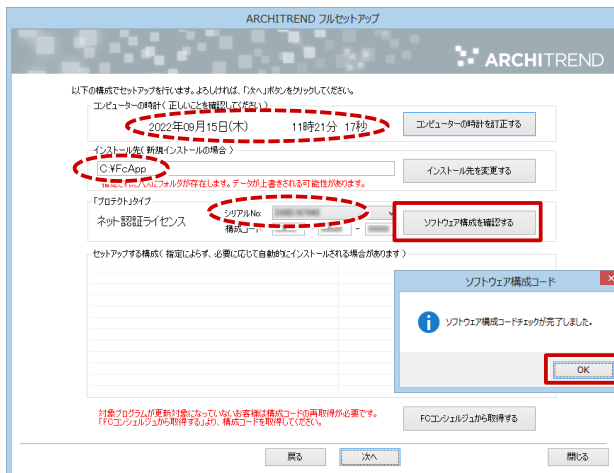 ARCHITREND フルセットアップ
ARCHITREND
以下の構成でセットアップを行います。よろしければ、「次へ」ボタンをクリックしてください。
コンピューターの時計( 正しいことを確認してください )
2022年09月15日(木) 11時21分 17秒
コンピューターの時計を訂正する
インストール先( 新規インストールの場合 )
C:¥FcApp
インストール先を変更する
フォルダが存在します。データが上書きされる可能性があります。
「プロテクト」タイプ
ネット認証ライセンス
シリアルNo:
構成コード: - -
ソフトウェア構成を確認する
セットアップする構成( 指定によらず、必要に応じて自動的にインストールされる場合があります )
ソフトウェア構成コード
ソフトウェア構成コードチェックが完了しました。
OK
対象プログラムが更新対象になっていないお客様は構成コードの再取得が必要です。
「FCコンシェルジュから取得する」より、構成コードを取得してください。
FCコンシェルジュから取得する
戻る 次へ 閉じる